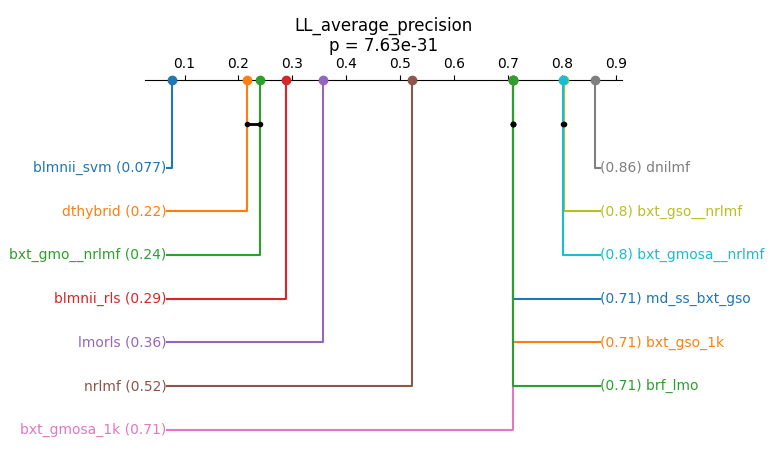 LL_average_precision
p = 7.63e-31
0.1 0.2 0.3 0.4 0.5 0.6 0.7 0.8 0.9
blmnii_svm (0.077) (0.86) dnilmf
dthybrid (0.22) (0.8) bxt_gso__nrlmf
bxt_gmo__nrlmf (0.24) (0.8) bxt_gmosa__nrlmf
blmnii_rls (0.29) (0.71) md_ss_bxt_gso
lmorls (0.36) (0.71) bxt_gso_1k
nrlmf (0.52) (0.71) brf_lmo
bxt_gmosa_1k (0.71)